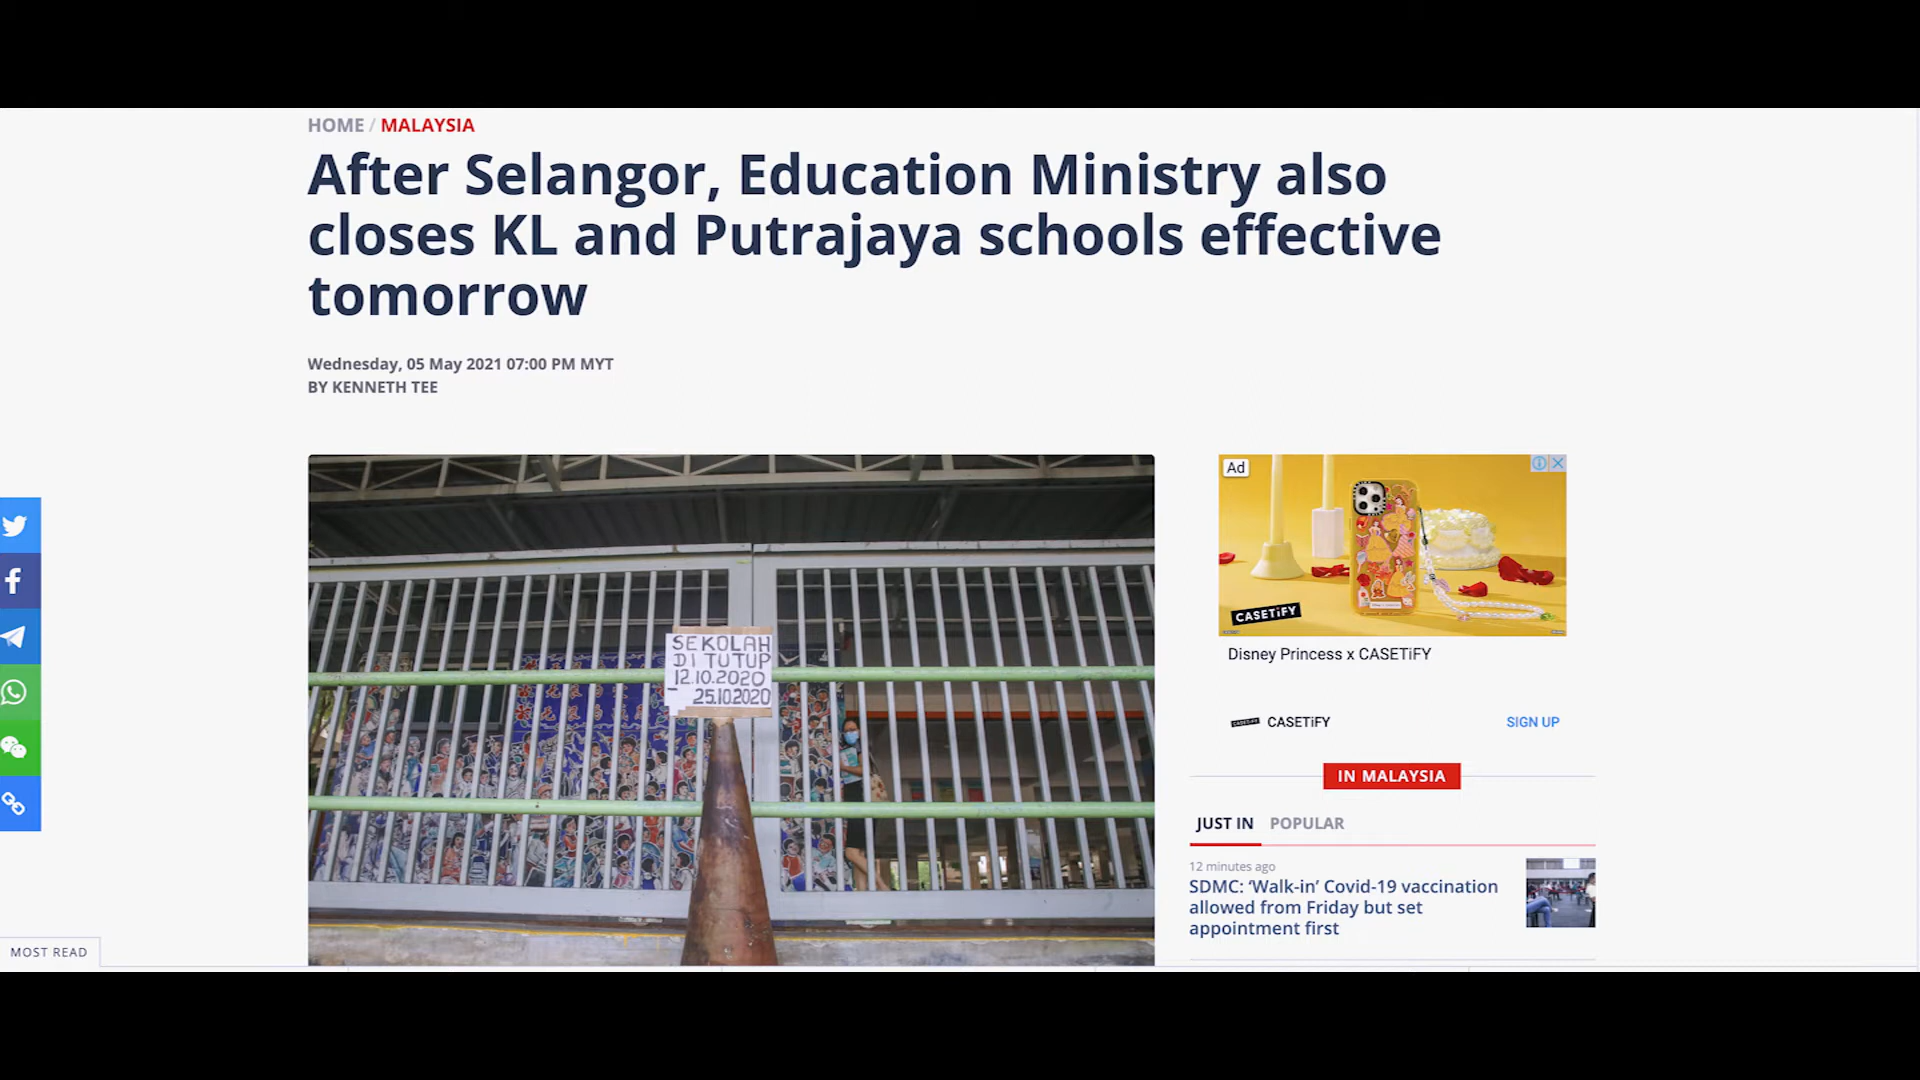 HOME / MALAYSIA
After Selangor, Education Ministry also
closes KL and Putrajaya schools effective
tomorrow
Wednesday, 05 May 2021 07:00 PM MYT
BY KENNETH TEE
SEKOLAH
DI TUTUP
12.10.2020
- 25.10.2020
Ad
CASETiFY
Disney Princess x CASETiFY
CASETiFY
SIGN UP
IN MALAYSIA
JUST IN POPULAR
12 minutes ago
SDMC: ‘Walk-in’ Covid-19 vaccination
allowed from Friday but set
appointment first
MOST READ